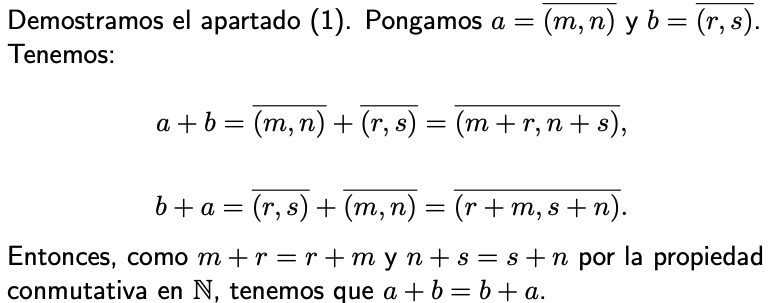 Demostramos el apartado (1). Pongamos $a = \overline{(m,n)}$ y $b = \overline{(r,s)}$.
Tenemos:
$a + b = \overline{(m,n)} + \overline{(r,s)} = \overline{(m+r, n+s)},$
$b + a = \overline{(r,s)} + \overline{(m,n)} = \overline{(r+m, s+n)}.$
Entonces, como $m + r = r + m$ y $n + s = s + n$ por la propiedad
conmutativa en $\mathbb{N}$, tenemos que $a + b = b + a$.